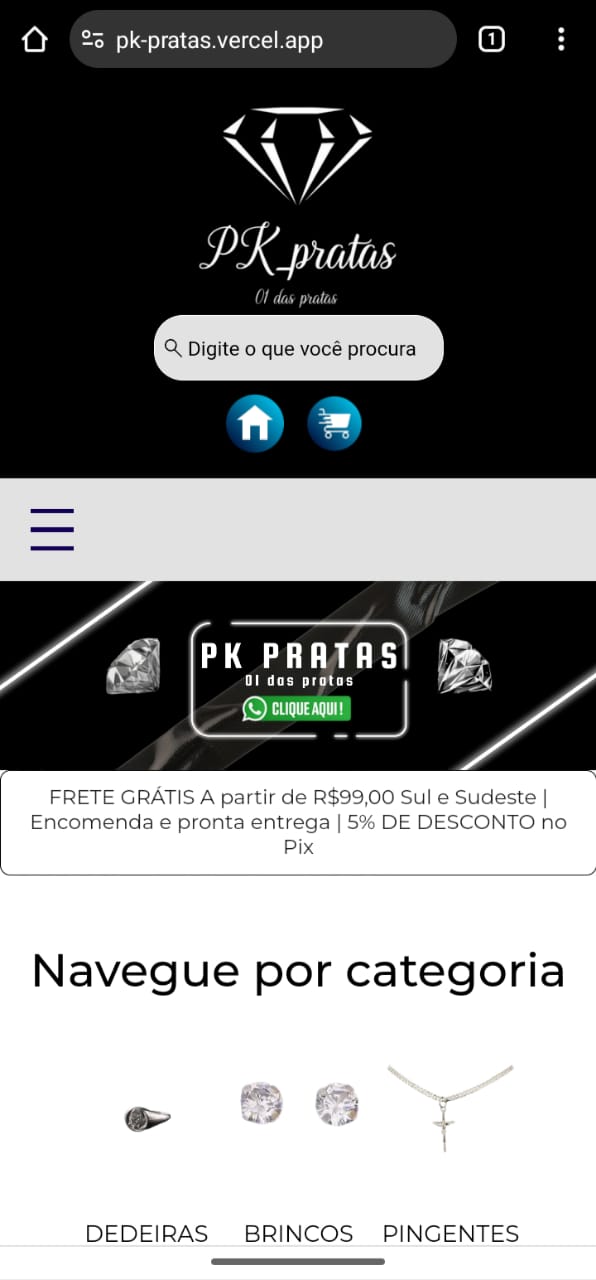 pk-pratas.vercel.app
1
PK_pratas
01 das pratas
Digite o que você procura
PK PRATAS
01 das pratas
CLIQUE AQUI!
FRETE GRÁTIS A partir de R$99,00 Sul e Sudeste |
Encomenda e pronta entrega | 5% DE DESCONTO no
Pix
Navegue por categoria
DEDEIRAS BRINCOS PINGENTES